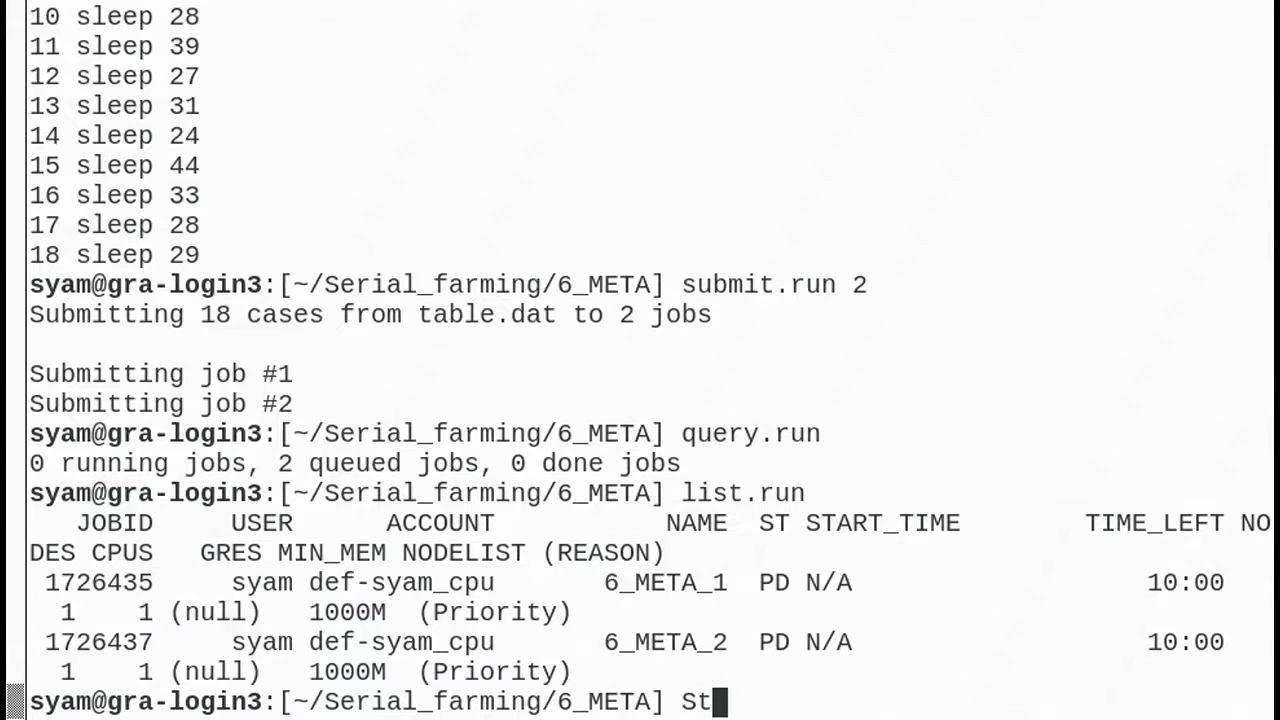 10 sleep 28
11 sleep 39
12 sleep 27
13 sleep 31
14 sleep 24
15 sleep 44
16 sleep 33
17 sleep 28
18 sleep 29
syam@gra-login3:[~/Serial_farming/6_META] submit.run 2
Submitting 18 cases from table.dat to 2 jobs
Submitting job #1
Submitting job #2
syam@gra-login3:[~/Serial_farming/6_META] query.run
0 running jobs, 2 queued jobs, 0 done jobs
syam@gra-login3:[~/Serial_farming/6_META] list.run
JOBID USER ACCOUNT NAME ST START_TIME TIME_LEFT NO
DES CPUS GRES MIN_MEM NODELIST (REASON)
1726435 syam def-syam_cpu 6_META_1 PD N/A 10:00
1 1 (null) 1000M (Priority)
1726437 syam def-syam_cpu 6_META_2 PD N/A 10:00
1 1 (null) 1000M (Priority)
syam@gra-login3:[~/Serial_farming/6_META] St